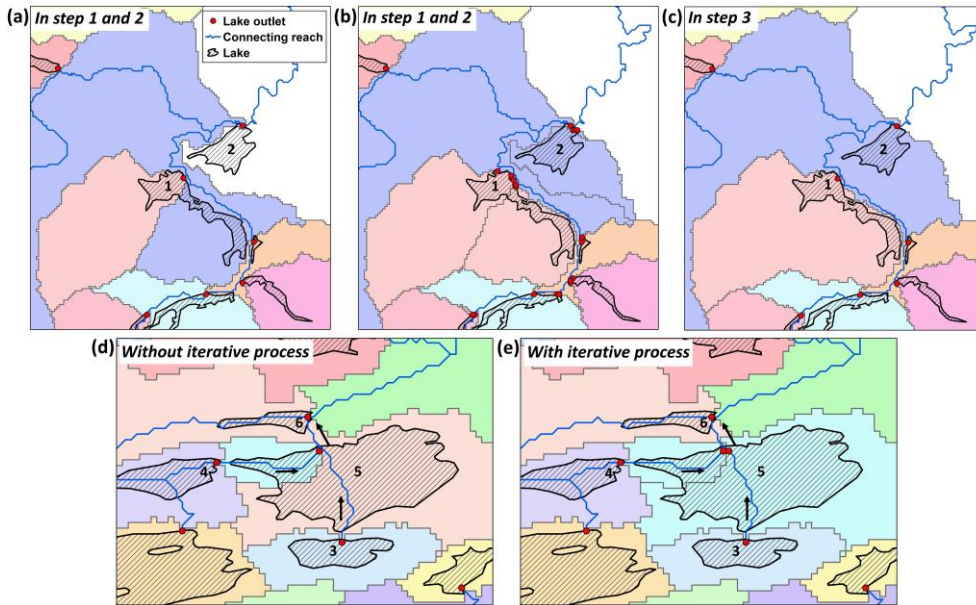 (a) In step 1 and 2
Lake outlet
Connecting reach
Lake
1
2
(b) In step 1 and 2
1
2
(c) In step 3
1
2
(d) Without iterative process
6
5
4
3
(e) With iterative process
6
5
4
3